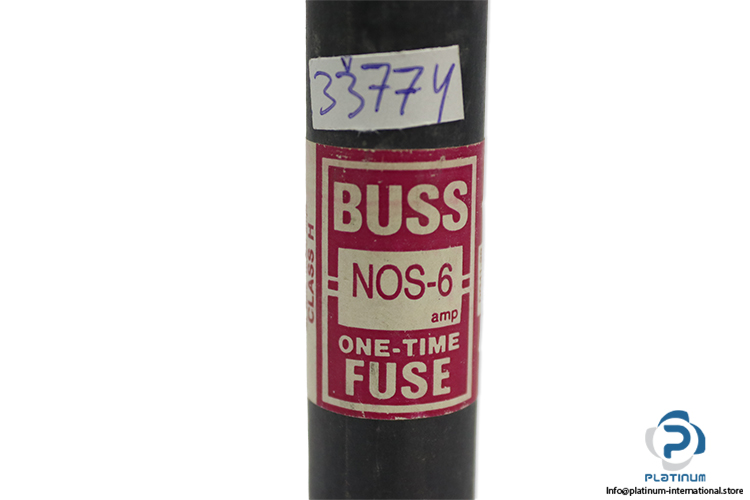 33774
BUSS
NOS-6
amp
ONE-TIME
FUSE
CLASS H
PLATINUM
Info@platinum-international.store